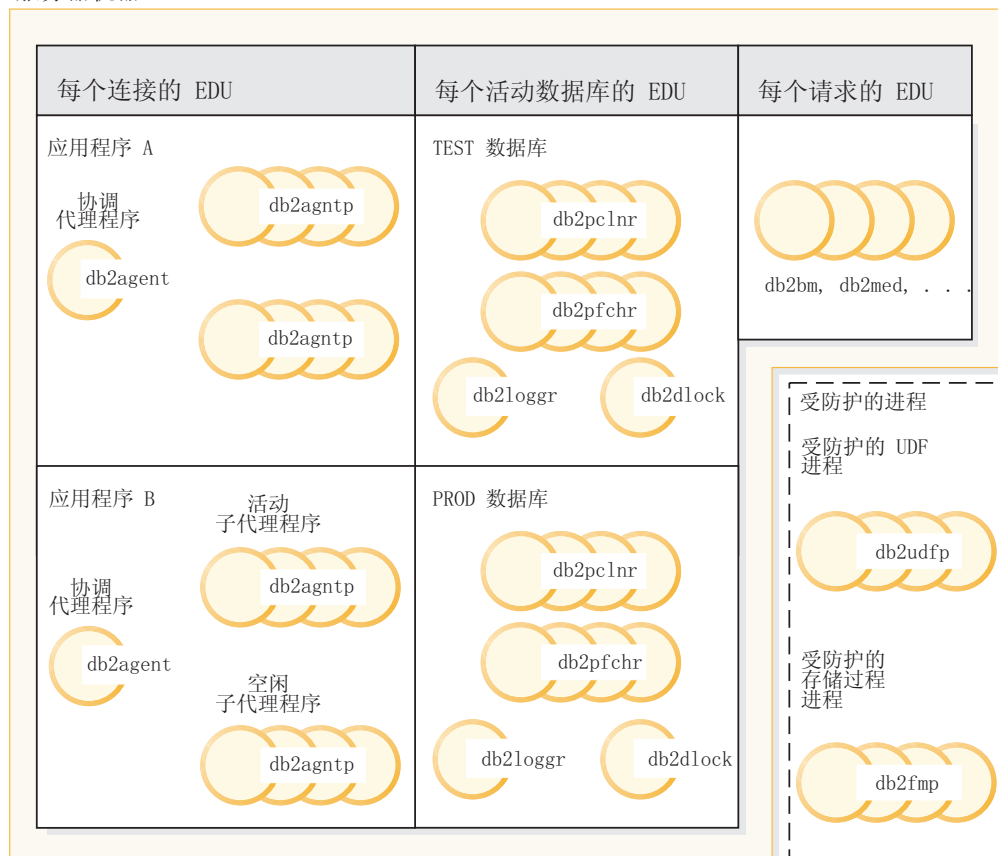 每个连接的 EDU
每个活动数据库的 EDU
每个请求的 EDU
应用程序 A
协调
代理程序
db2agent
db2agntp
db2agntp
TEST 数据库
db2pclnr
db2pfchr
db2loggr
db2dlock
db2bm, db2med, . . .
应用程序 B
协调
代理程序
db2agent
活动
子代理程序
db2agntp
空闲
子代理程序
db2agntp
PROD 数据库
db2pclnr
db2pfchr
db2loggr
db2dlock
受防护的进程
受防护的 UDF
进程
db2udfp
受防护的
存储过程
进程
db2fmp